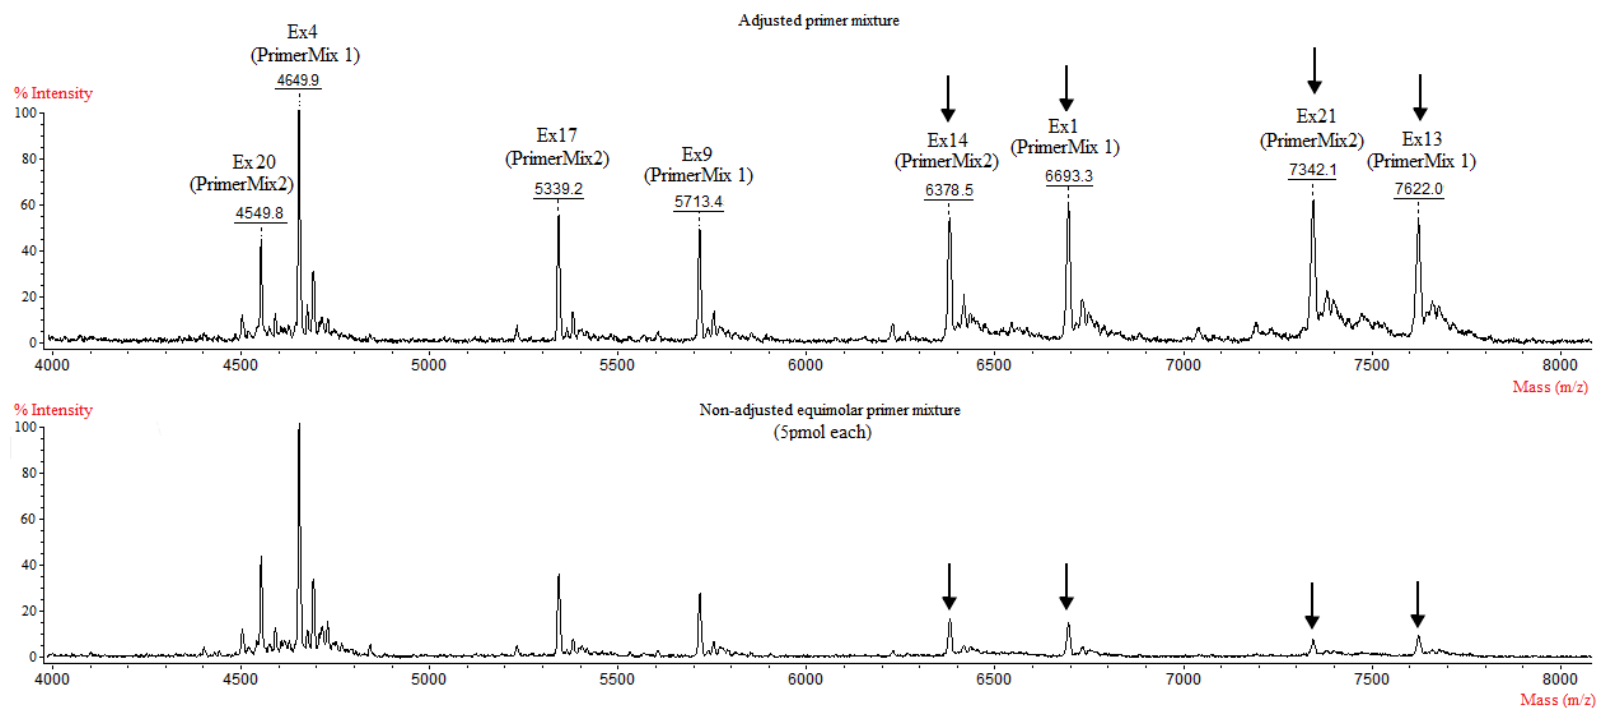 Adjusted primer mixture
Ex4
(PrimerMix 1)
4649.9
% Intensity
Ex 20
(PrimerMix2)
4549.8
Ex17
(PrimerMix2)
5339.2
Ex9
(PrimerMix 1)
5713.4
Ex14
(PrimerMix2)
6378.5
Ex1
(PrimerMix 1)
6693.3
Ex21
(PrimerMix2)
7342.1
Ex13
(PrimerMix 1)
7622.0
100
80
60
40
20
0
4000 4500 5000 5500 6000 6500 7000 7500 8000
Mass (m/z)
% Intensity
Non-adjusted equimolar primer mixture
(5pmol each)
100
80
60
40
20
0
4000 4500 5000 5500 6000 6500 7000 7500 8000
Mass (m/z)